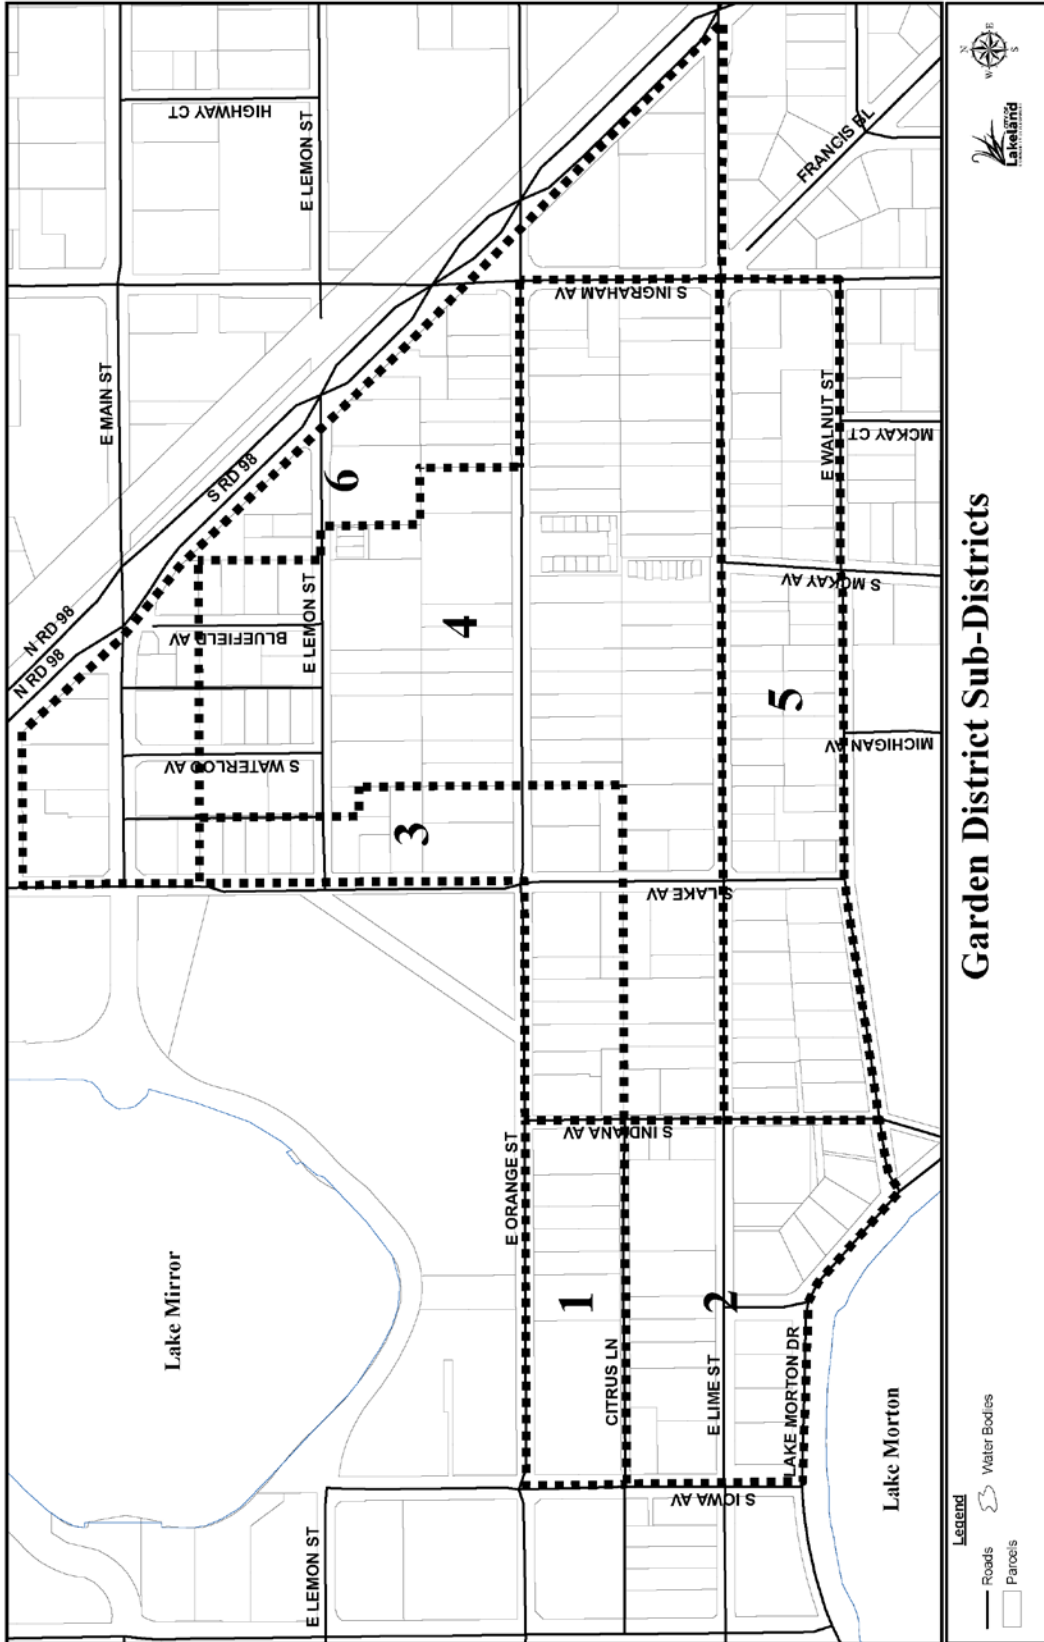 HIGHWAY CT
E LEMON ST
FRANCIS BL
E MAIN ST
S INGRAHAM AV
S RD 98
E WALNUT ST
MCKAY CT
6
N RD 98
N RD 98
BLUEFIELD AV
E LEMON ST
4
S MCKAY AV
S WATERLOO AV
5
MICHIGAN AV
3
S LAKE AV
E ORANGE ST
S INDIANA AV
Lake Mirror
1
2
CITRUS LN
E LIME ST
LAKE MORTON DR
S IOWA AV
Lake Morton
E LEMON ST
Garden District Sub-Districts
N
E
S
W
CITY OF
Lakeland
Legend
Roads
Water Bodies
Parcels